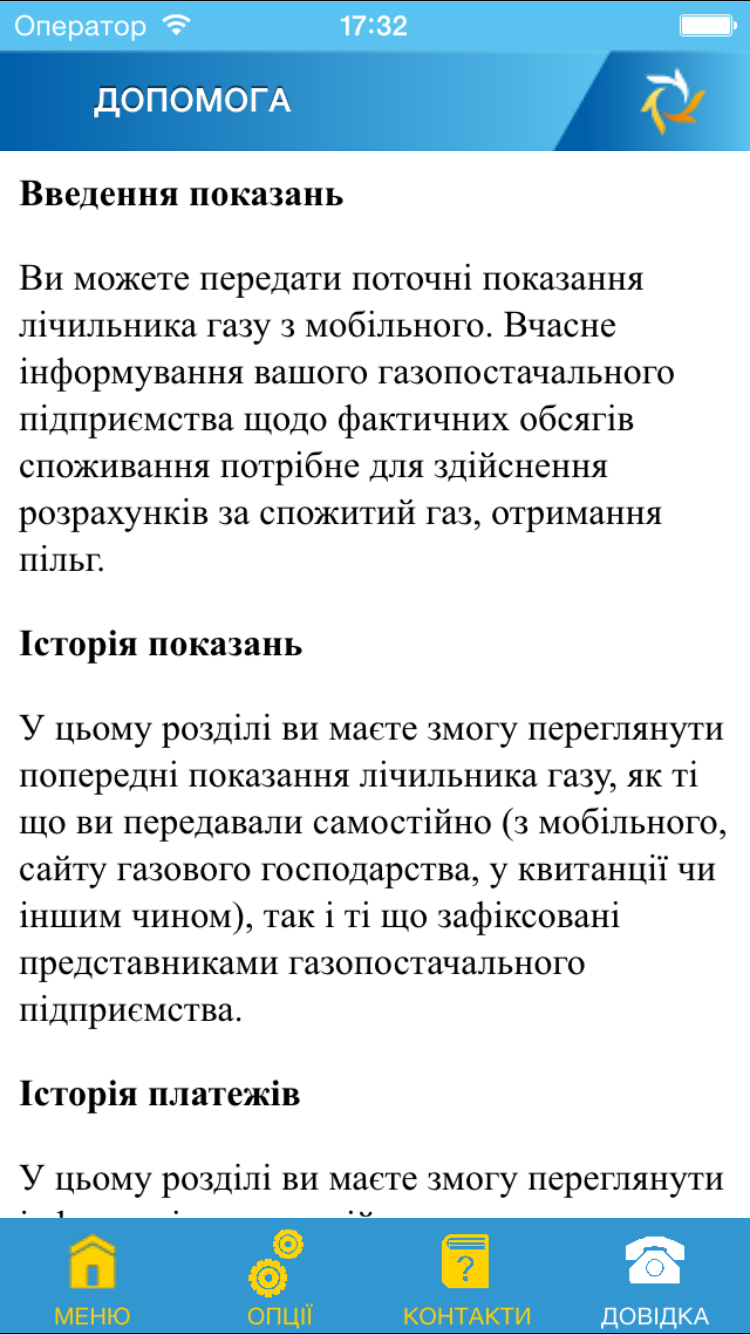 Оператор 17:32
ДОПОМОГА
Введення показань
Ви можете передати поточні показання
лічильника газу з мобільного. Вчасне
інформування вашого газопостачального
підприємства щодо фактичних обсягів
споживання потрібне для здійснення
розрахунків за спожитий газ, отримання
пільг.
Історія показань
У цьому розділі ви маєте змогу переглянути
попередні показання лічильника газу, як ті
що ви передавали самостійно (з мобільного,
сайту газового господарства, у квитанції чи
іншим чином), так і ті що зафіксовані
представниками газопостачального
підприємства.
Історія платежів
У цьому розділі ви маєте змогу переглянути
МЕНЮ ОПЦІЇ КОНТАКТИ ДОВІДКА